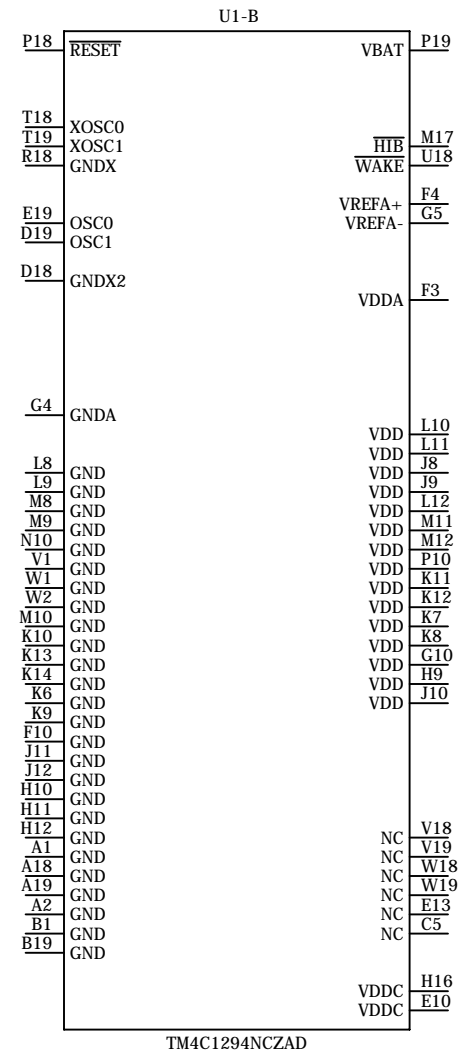 U1-B
P18 RESET VBAT P19
T18 XOSC0
T19 XOSC1 HIB M17
R18 GNDX WAKE U18
VREFA+ F4
E19 OSC0 VREFA- G5
D19 OSC1
D18 GNDX2
VDDA F3
G4 GNDA
VDD L10
VDD L11
L8 GND VDD J8
L9 GND VDD J9
M8 GND VDD L12
M9 GND VDD M11
N10 GND VDD M12
V1 GND VDD P10
W1 GND VDD K11
W2 GND VDD K12
M10 GND VDD K7
K10 GND VDD K8
K13 GND VDD G10
K14 GND VDD H9
K6 GND VDD J10
K9 GND
F10 GND
J11 GND
J12 GND
H10 GND
H11 GND
H12 GND NC V18
A1 GND NC V19
A18 GND NC W18
A19 GND NC W19
A2 GND NC E13
B1 GND NC C5
B19 GND
VDDC H16
VDDC E10
TM4C1294NCZAD